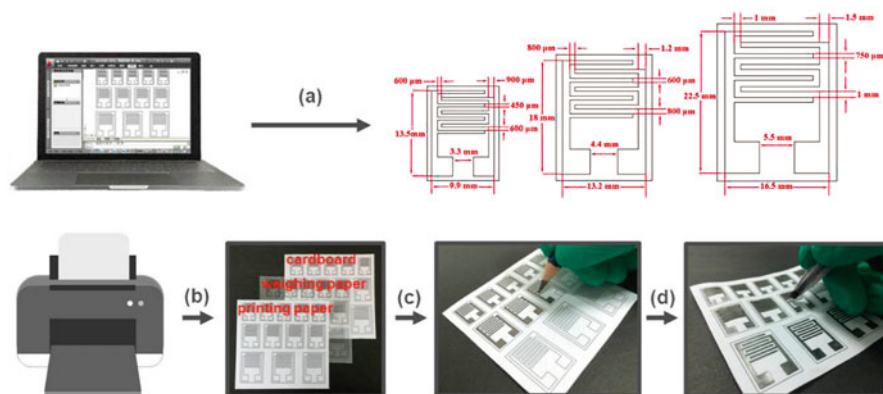 (a)
600 µm
900 µm
450 µm
600 µm
13.5mm
3.3 mm
9.9 mm
800 µm
1.2 mm
600 µm
800 µm
18 mm
4.4 mm
13.2 mm
1 mm
1.5 mm
750 µm
1 mm
22.5 mm
5.5 mm
16.5 mm
(b)
cardboard
weighing paper
printing paper
(c)
(d)